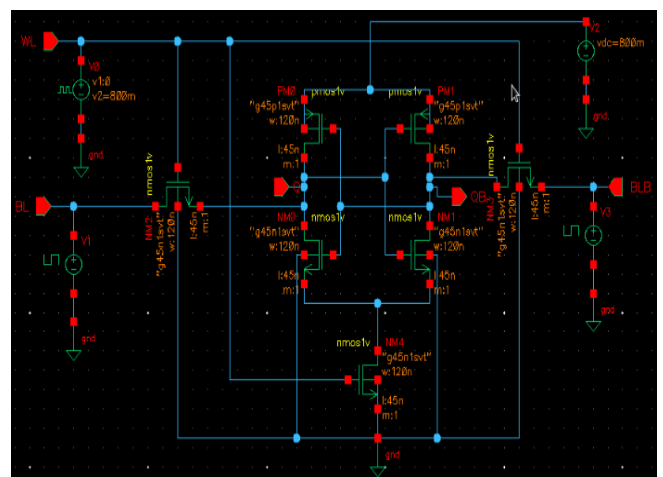 WL
V0
v1:0
v2=800m
gnd
V2
vdc=800m
gnd
PM0
pmos1v
"g45p1svt"
w:120n
l:45n
m:1
pmos1v
PM1
"g45p1svt"
w:120n
l:45n
m:1
nmos1v
NM2
"g45n1svt"
w:120n
l:45n
m:1
BL
V1
gnd
QB
nmos1v
NM3
"g45n1svt"
w:120n
l:45n
m:1
BLB
V3
gnd
NM0
nmos1v
"g45n1svt"
w:120n
l:45n
m:1
nmos1v
NM1
"g45n1svt"
w:120n
l:45n
m:1
nmos1v
NM4
"g45n1svt"
w:120n
l:45n
m:1
gnd